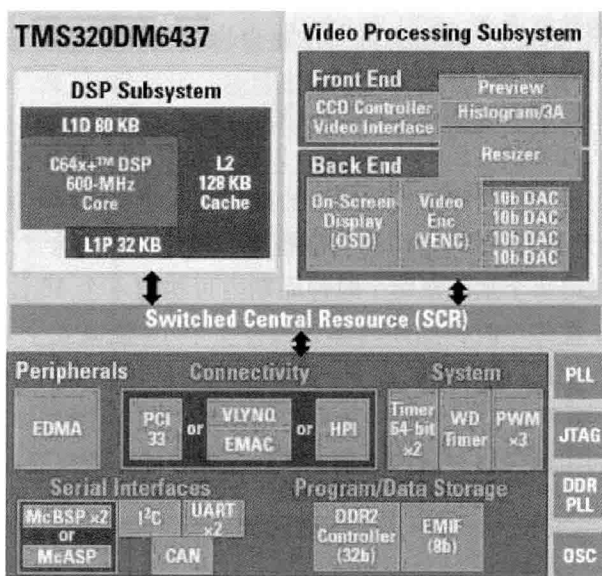 TMS320DM6437
Video Processing Subsystem
DSP Subsystem
L1D 80 KB
C64x+™ DSP
600-MHz
Core
L2
128 KB
Cache
L1P 32 KB
Front End
CCD Controller
Video Interface
Preview
Histogram/3A
Resizer
Back End
On-Screen
Display
(OSD)
Video
Enc
(VENC)
10b DAC
10b DAC
10b DAC
10b DAC
Switched Central Resource (SCR)
Peripherals
EDMA
Connectivity
PCI
33
or
VLYNQ
EMAC
or
HPI
System
Timer
64-bit
×2
WD
Timer
PWM
×3
Serial Interfaces
McBSP ×2
or
McASP
I²C
UART
×2
CAN
Program/Data Storage
DDR2
Controller
(32b)
EMIF
(8b)
PLL
JTAG
DDR
PLL
OSC